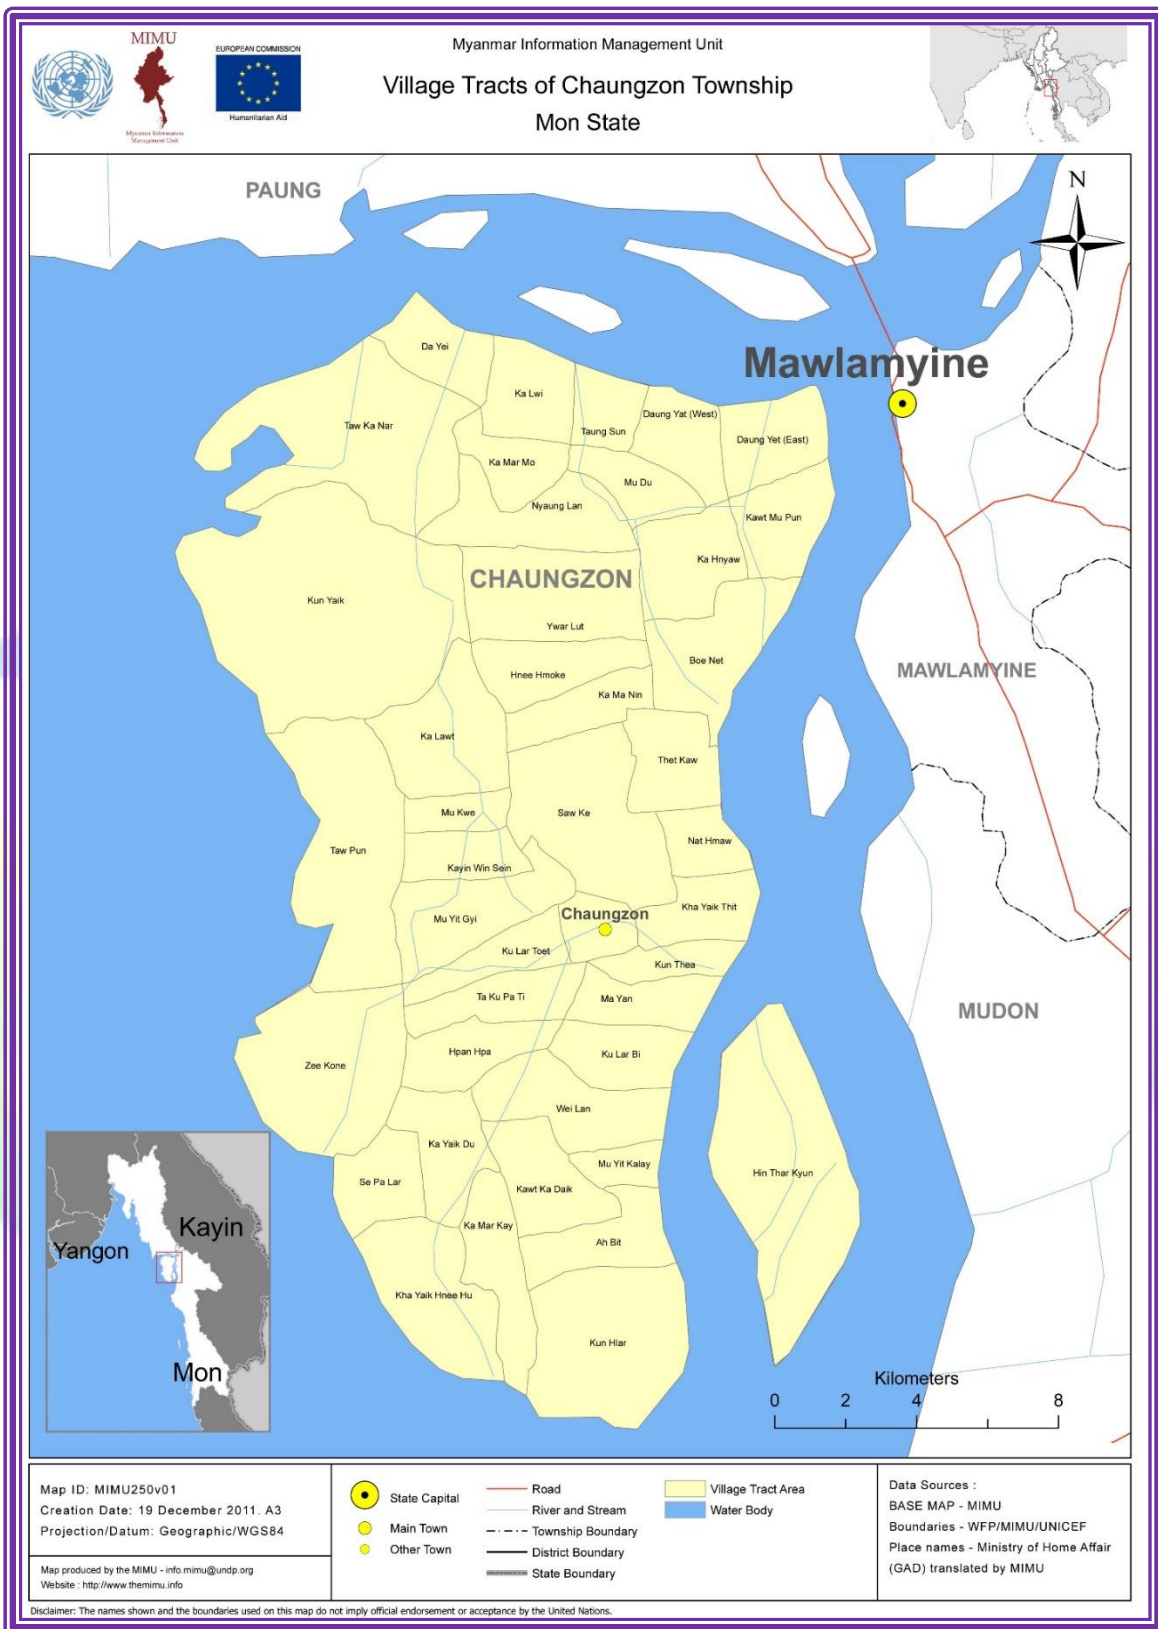 MIMU
Myanmar Information
Management Unit
EUROPEAN COMMISSION
Humanitarian Aid
Myanmar Information Management Unit
Village Tracts of Chaungzon Township
Mon State
PAUNG
N
Da Yei
Mawlamyine
Ka Lwi
Daung Yat (West)
Taw Ka Nar
Taung Sun
Daung Yet (East)
Ka Mar Mo
Mu Du
Nyaung Lan
Kawt Mu Pun
Ka Hnyaw
CHAUNGZON
Kun Yaik
Ywar Lut
Boe Net
MAWLAMYINE
Hnee Hmoke
Ka Ma Nin
Ka Lawt
Thet Kaw
Mu Kwe
Saw Ke
Nat Hmaw
Taw Pun
Kayin Win Sein
Kha Yaik Thit
Chaungzon
Mu Yit Gyi
Ku Lar Toet
Kun Thea
Ta Ku Pa Ti
Ma Yan
MUDON
Hpan Hpa
Ku Lar Bi
Zee Kone
Wei Lan
Ka Yaik Du
Mu Yit Kalay
Hin Thar Kyun
Se Pa Lar
Kawt Ka Daik
Ka Mar Kay
Ah Bit
Kha Yaik Hnee Hu
Kun Hlar
Kayin
Yangon
Mon
Kilometers
0 2 4 8
Map ID: MIMU250v01
Creation Date: 19 December 2011. A3
Projection/Datum: Geographic/WGS84
Map produced by the MIMU - info.mimu@undp.org
Website : http://www.themimu.info
State Capital
Main Town
Other Town
Road
River and Stream
Township Boundary
District Boundary
State Boundary
Village Tract Area
Water Body
Data Sources :
BASE MAP - MIMU
Boundaries - WFP/MIMU/UNICEF
Place names - Ministry of Home Affair
(GAD) translated by MIMU
Disclaimer: The names shown and the boundaries used on this map do not imply official endorsement or acceptance by the United Nations.